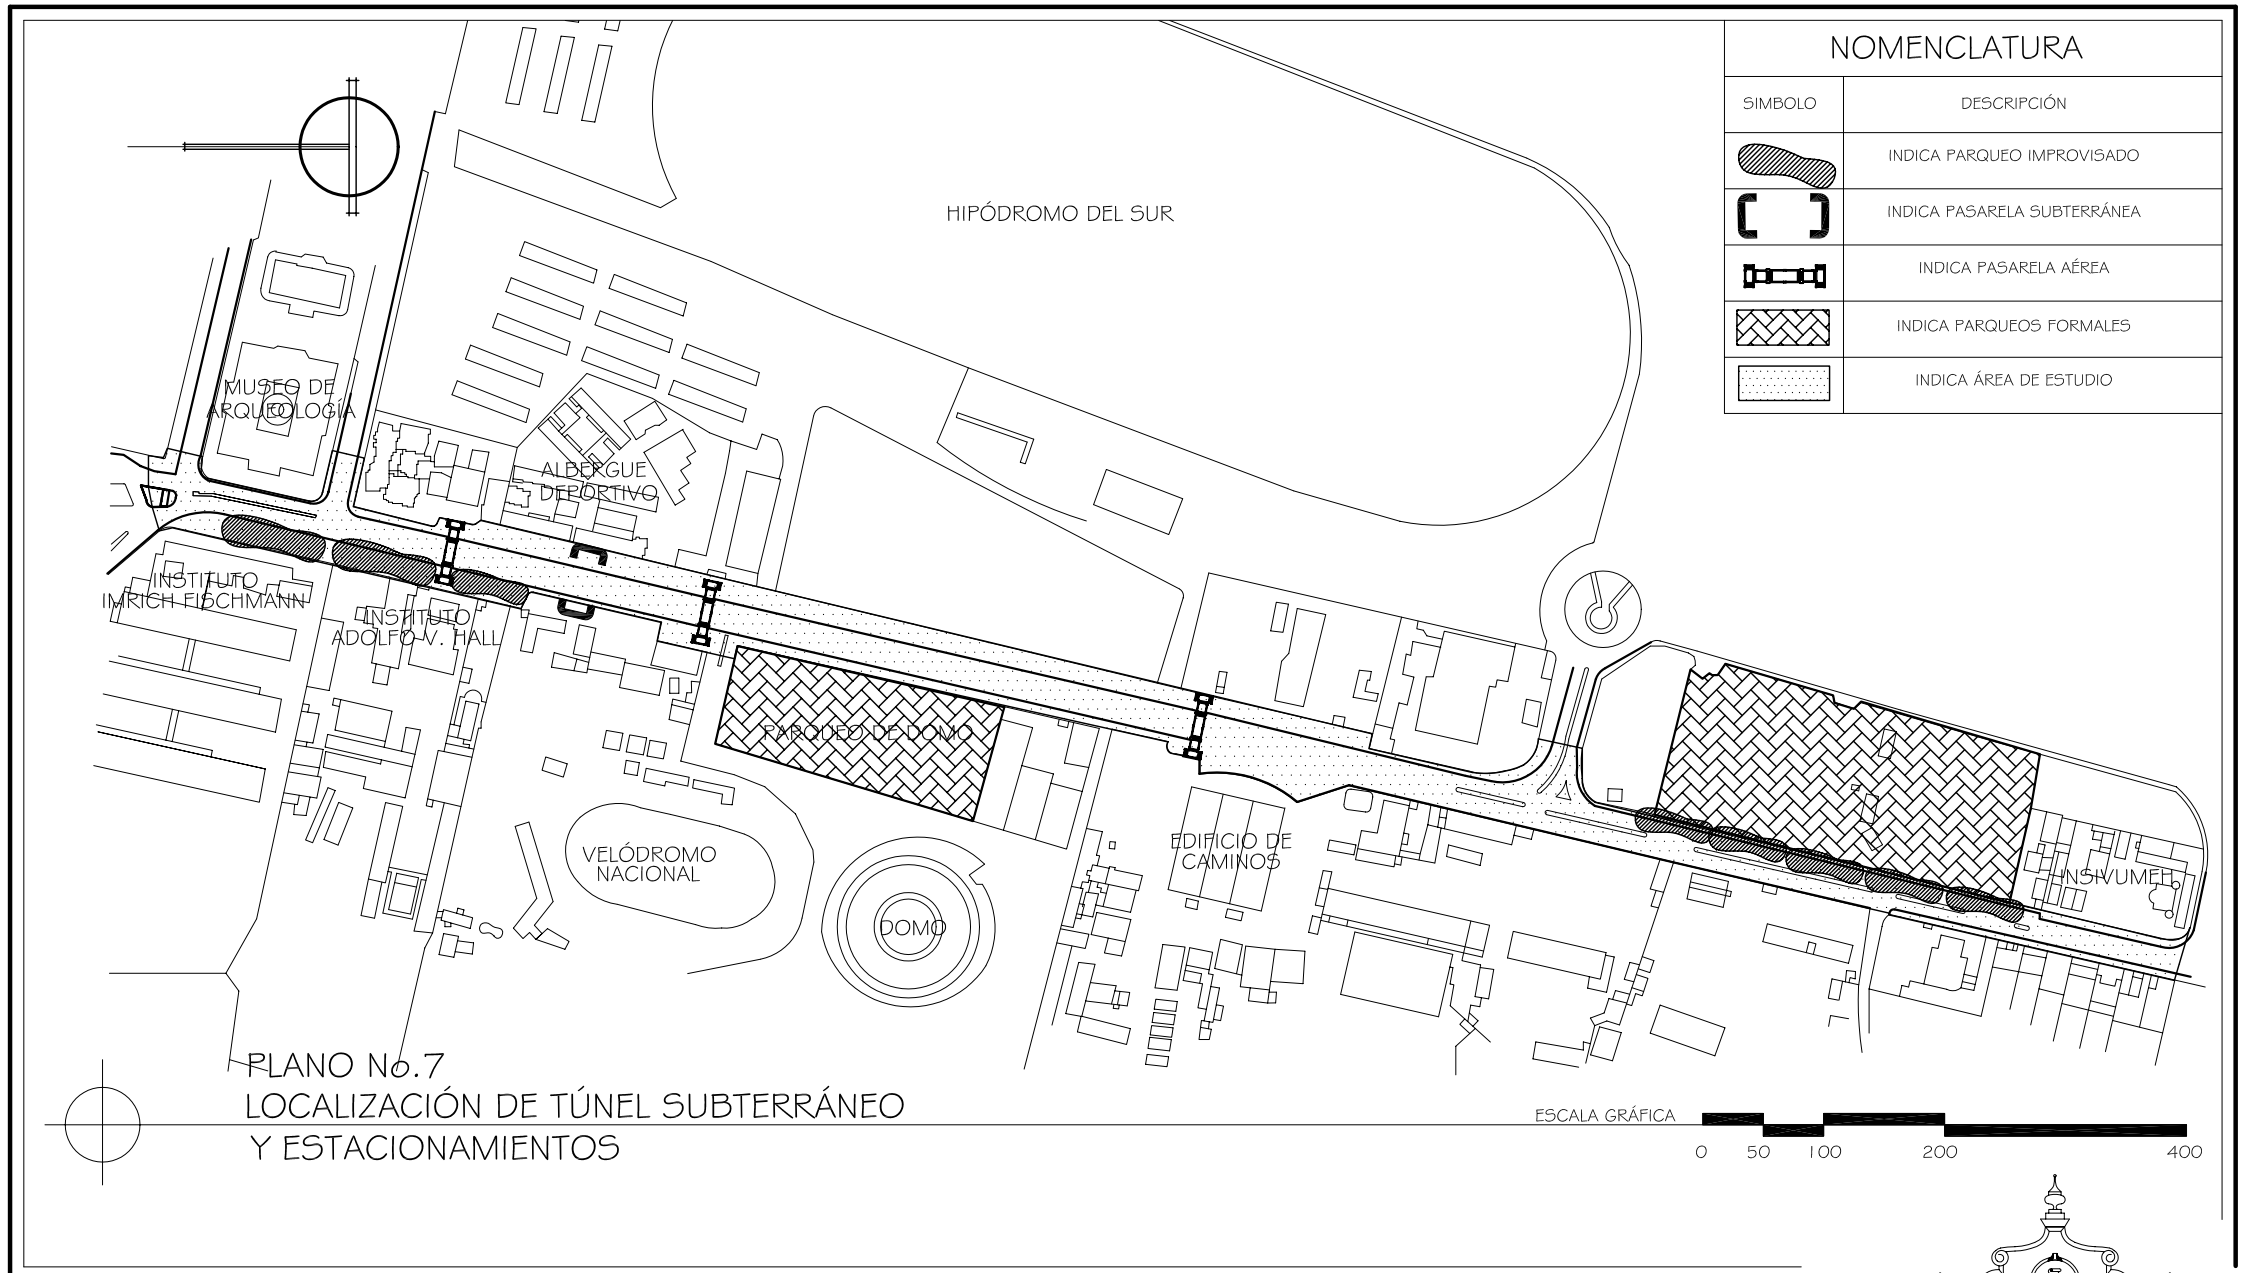 NOMENCLATURA
SIMBOLO
DESCRIPCIÓN
INDICA PARQUEO IMPROVISADO
INDICA PASARELA SUBTERRÁNEA
INDICA PASARELA AÉREA
INDICA PARQUEOS FORMALES
INDICA ÁREA DE ESTUDIO
HIPÓDROMO DEL SUR
MUSEO DE
ARQUEOLOGÍA
ALBERGUE
DEPORTIVO
INSTITUTO
IMRICH FISCHMANN
INSTITUTO
ADOLFO V. HALL
PARQUEO DE DOMO
VELÓDROMO
NACIONAL
DOMO
EDIFICIO DE
CAMINOS
INSIVUMEH
PLANO No.7
LOCALIZACIÓN DE TÚNEL SUBTERRÁNEO
Y ESTACIONAMIENTOS
ESCALA GRÁFICA
0 50 100 200 400